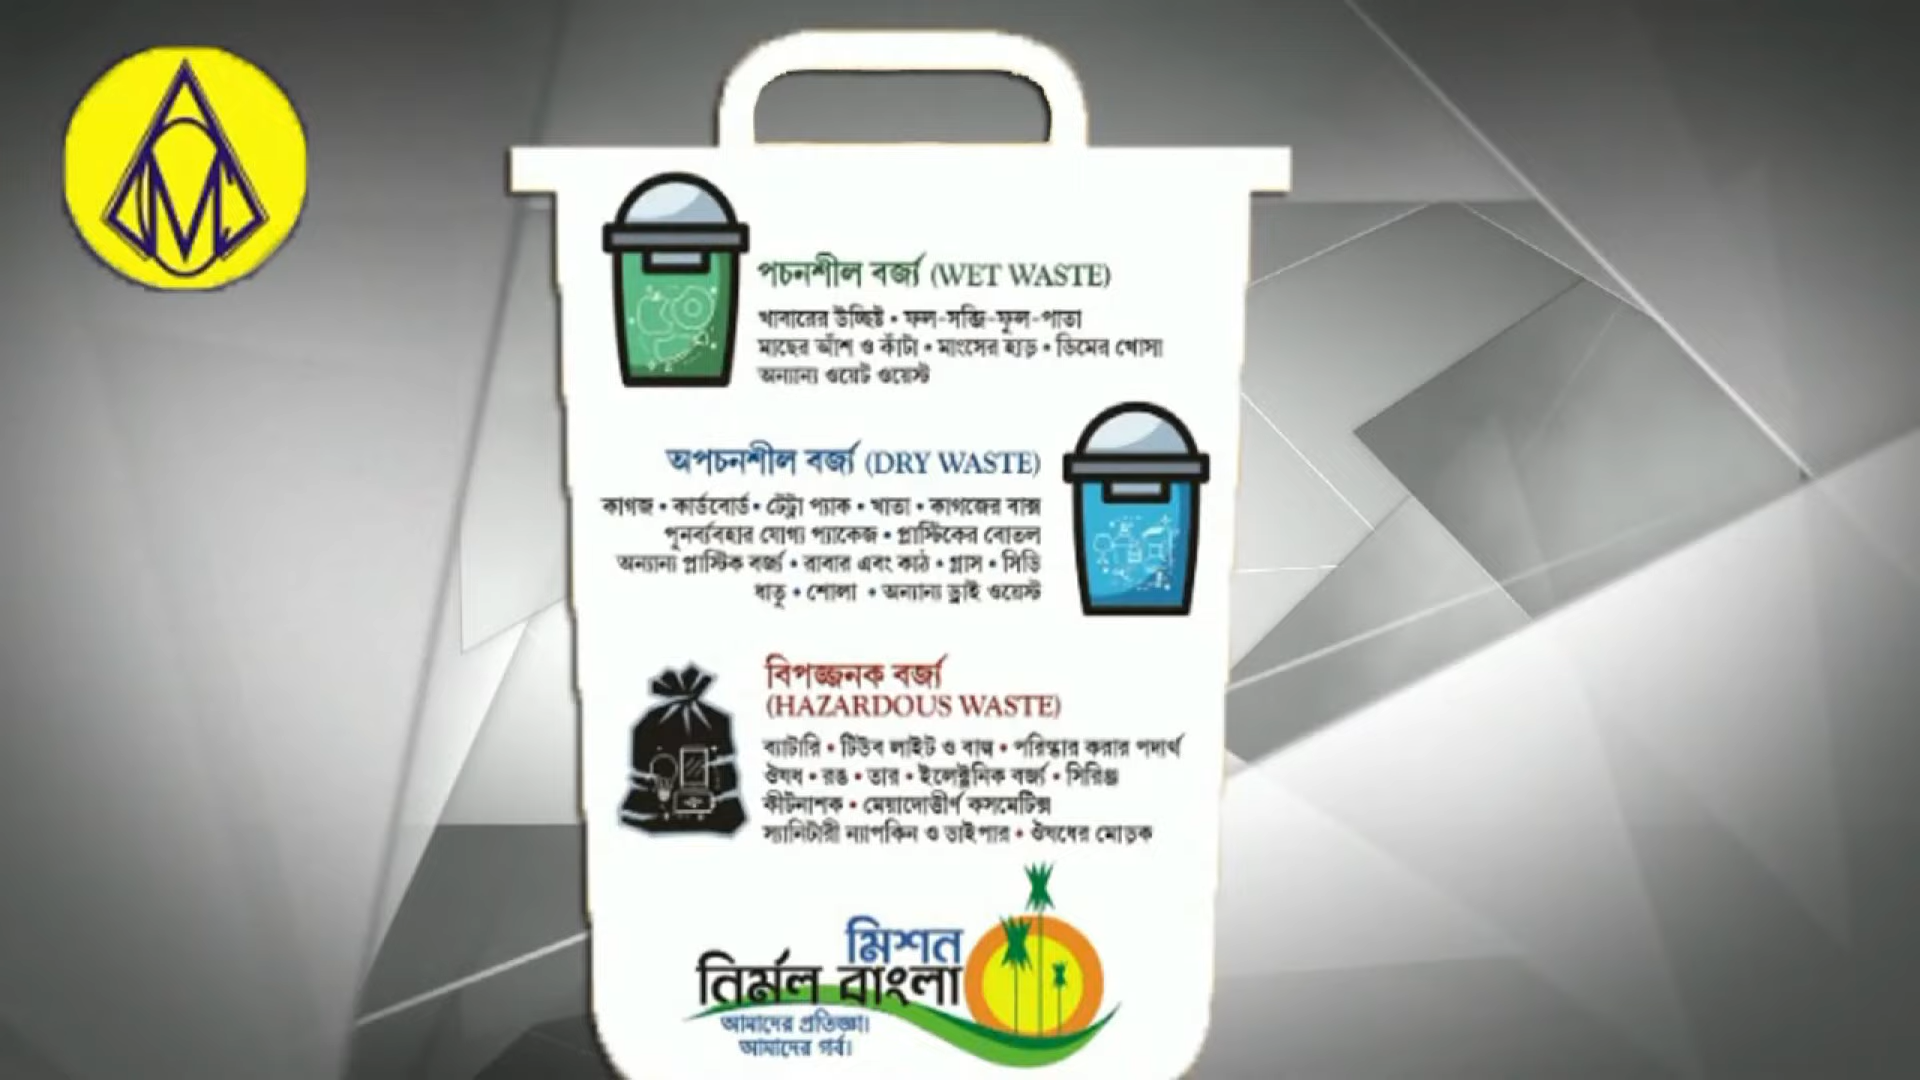 পচনশীল বর্জ্য (WET WASTE)
খাবারের উচ্ছিষ্ট • ফল-সব্জি-ফুল-পাতা
মাছের আঁশ ও কাঁটা • মাংসের হাড় • ডিমের খোসা
অন্যান্য ওয়েট ওয়েস্ট
অপচনশীল বর্জ্য (DRY WASTE)
কাগজ • কার্ডবোর্ড • টেট্রা প্যাক • খাতা • কাগজের বাক্স
পুনর্ব্যবহার যোগ্য প্যাকেজ • প্লাস্টিকের বোতল
অন্যান্য প্লাস্টিক বর্জ্য • রাবার এবং কাঠ • গ্লাস • সিডি
ধাতু • শোলা • অন্যান্য ড্রাই ওয়েস্ট
বিপজ্জনক বর্জ্য
(HAZARDOUS WASTE)
ব্যাটারি • টিউব লাইট ও বাল্ব • পরিষ্কার করার পদার্থ
ঔষধ • রঙ • তার • ইলেক্ট্রনিক বর্জ্য • সিরিঞ্জ
কীটনাশক • মেয়াদোত্তীর্ণ কসমেটিক্স
স্যানিটারী ন্যাপকিন ও ডাইপার • ঔষধের মোড়ক
মিশন
নির্মল বাংলা
আমাদের প্রতিজ্ঞা।
আমাদের গর্ব।